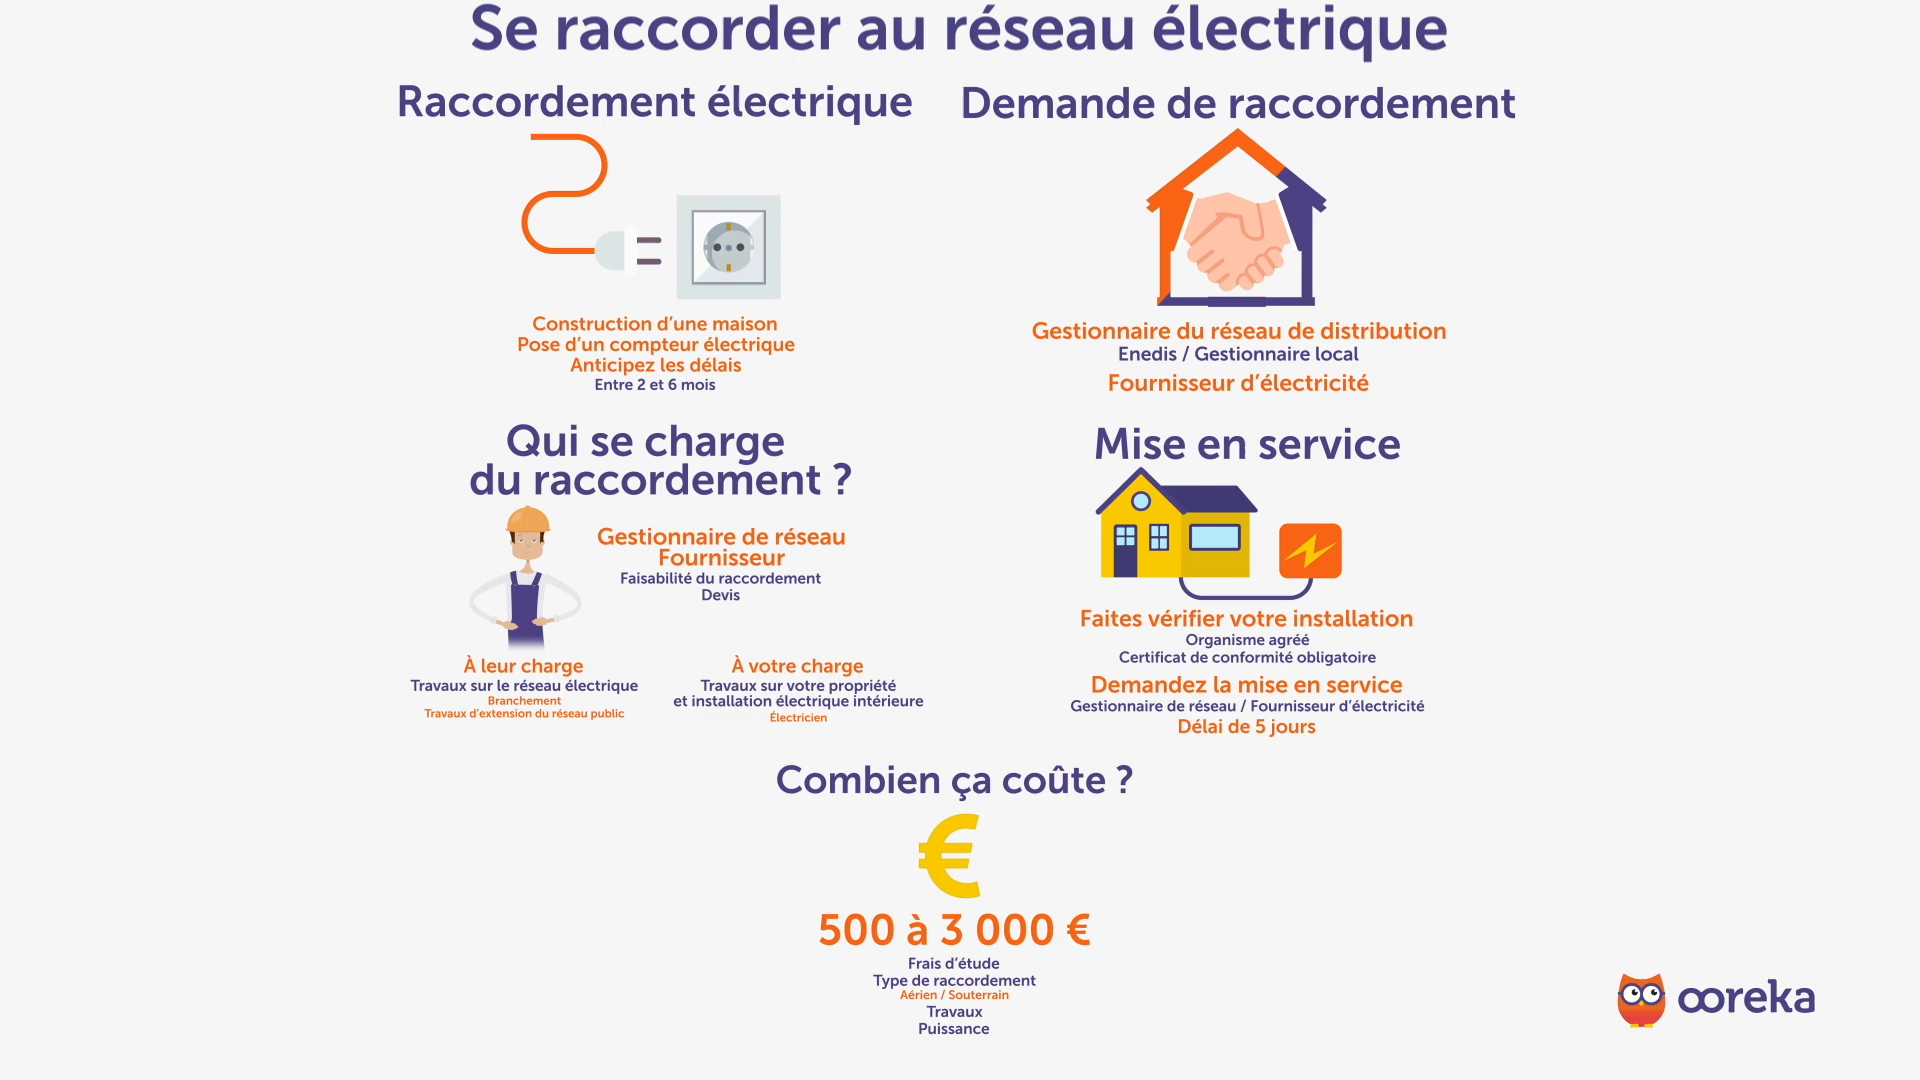 Se raccorder au réseau électrique
Raccordement électrique
Construction d'une maison
Pose d'un compteur électrique
Anticipez les délais
Entre 2 et 6 mois
Demande de raccordement
Gestionnaire du réseau de distribution
Enedis / Gestionnaire local
Fournisseur d'électricité
Qui se charge
du raccordement ?
Gestionnaire de réseau
Fournisseur
Faisabilité du raccordement
Devis
À leur charge
Travaux sur le réseau électrique
Branchement
Travaux d'extension du réseau public
À votre charge
Travaux sur votre propriété
et installation électrique intérieure
Électricien
Mise en service
Faites vérifier votre installation
Organisme agréé
Certificat de conformité obligatoire
Demandez la mise en service
Gestionnaire de réseau / Fournisseur d'électricité
Délai de 5 jours
Combien ça coûte ?
€
500 à 3 000 €
Frais d'étude
Type de raccordement
Aérien / Souterrain
Travaux
Puissance
ooreka